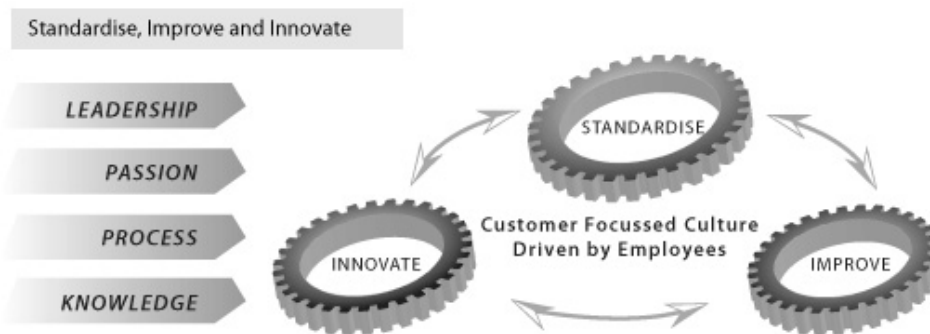 Standardise, Improve and Innovate
LEADERSHIP
PASSION
PROCESS
KNOWLEDGE
STANDARDISE
Customer Focussed Culture
Driven by Employees
INNOVATE
IMPROVE